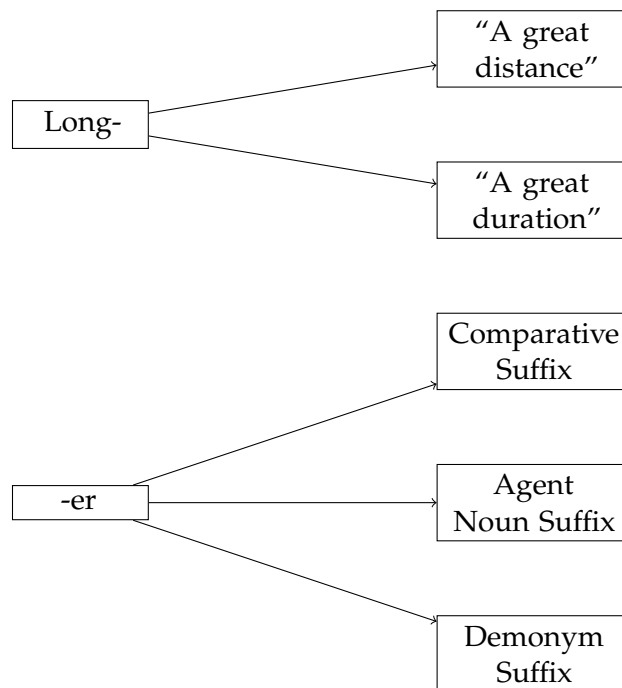 “A great
distance”
Long-
“A great
duration”
Comparative
Suffix
-er
Agent
Noun Suffix
Demonym
Suffix